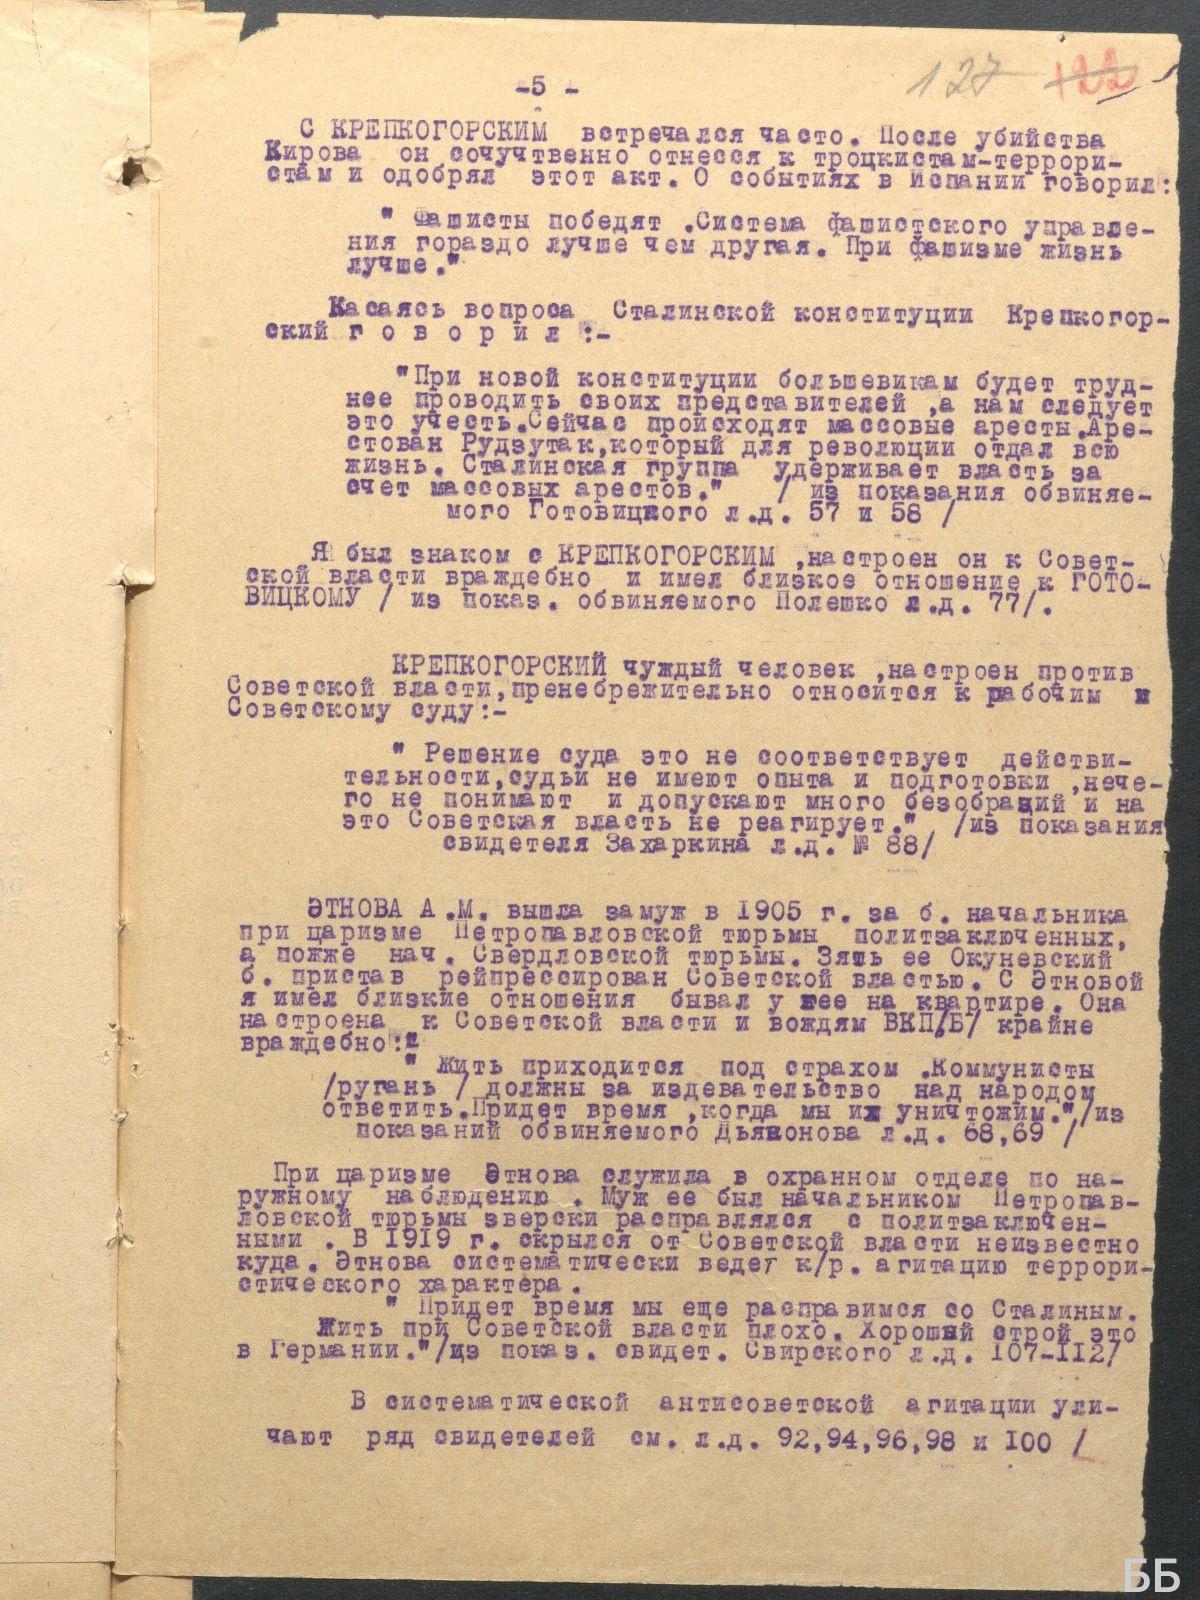 127 122
-5 -
С КРЕПКОГОРСКИМ встречался часто. После убийства
Кирова он сочучтвенно отнесся к троцкистам-террори-
стам и одобрял этот акт. О событиях в Испании говорил:
" Фашисты победят .Система фашистского управле-
ния гораздо лучше чем другая. При фашизме жизнь
лучше."
Касаясь вопроса Сталинской конституции Крепкогор-
ский г о в о р и л :-
"При новой конституции большевикам будет труд-
нее проводить своих представителей ,а нам следует
это учесть.Сейчас происходят массовые аресты.Аре-
стован Рудзутак,который для революции отдал всю
жизнь. Сталинская группа удерживает власть за
счет массовых арестов." / из показания обвиняе-
мого Готовицкого л.д. 57 и 58 /
Я был знаком с КРЕПКОГОРСКИМ ,настроен он к Совет-
ской власти враждебно и имел близкое отношение к ГОТО-
ВИЦКОМУ / из показ. обвиняемого Полешко л.д. 77/.
КРЕПКОГОРСКИЙ чуждый человек ,настроен против
Советской власти,пренебрежительно относится к рабочим и
Советскому суду:-
" Решение суда это не соответствует действи-
тельности,судьи не имеют опыта и подготовки ,нече-
го не понимают и допускают много безобразий и на
это Советская власть не реагирует." /из показания
свидетеля Захаркина л.д. № 88/
ЭТНОВА А .М. вышла замуж в 1905 г. за б. начальника
при царизме Петропавловской тюрьмы политзаключенных,
а пожже нач. Свердловской тюрьмы. Зять ее Окуневский
б. пристав рейпрессирован Советской властью. С Этновой
я имел близкие отношения бывал у нее на квартире. Она
настроена к Советской власти и вождям ВКП/Б/ крайне
враждебно:-
" Жить приходится под страхом .Коммунисты
/ругань / должны за издевательство над народом
ответить.Придет время ,когда мы их уничтожим."/из
показаний обвиняемого Дьяконова л.д. 68,69 /
При царизме Этнова служила в охранном отделе по на-
ружному наблюдению . Муж ее был начальником Петропав-
ловской тюрьмы зверски расправлялся с политзаключен-
ными . В 1919 г. скрылся от Советской власти неизвестно
куда. Этнова систематически ведет к/р. агитацию террори-
стического характера.
" Придет время мы еще расправимся со Сталиным.
Жить при Советской власти плохо. Хороший строй это
в Германии."/из показ. свидет. Свирского л.д. 107-112/
В систематической антисоветской агитации ули-
чают ряд свидетелей см. л.д. 92,94,96,98 и 100 /
ББ